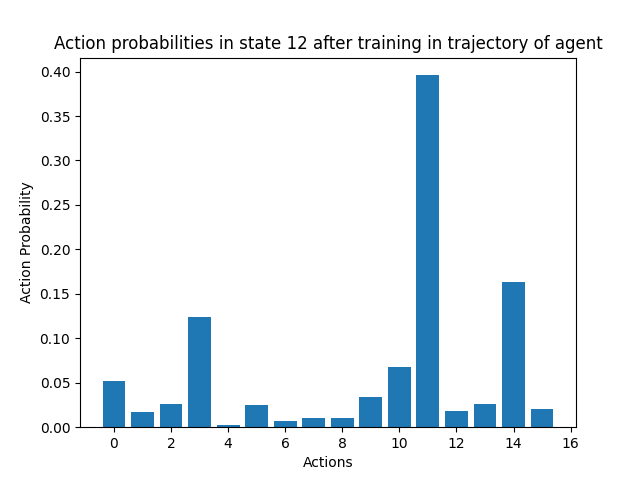 Action probabilities in state 12 after training in trajectory of agent
0.40
0.35
0.30
0.25
0.20
0.15
0.10
0.05
0.00
Action Probability
0 2 4 6 8 10 12 14 16
Actions